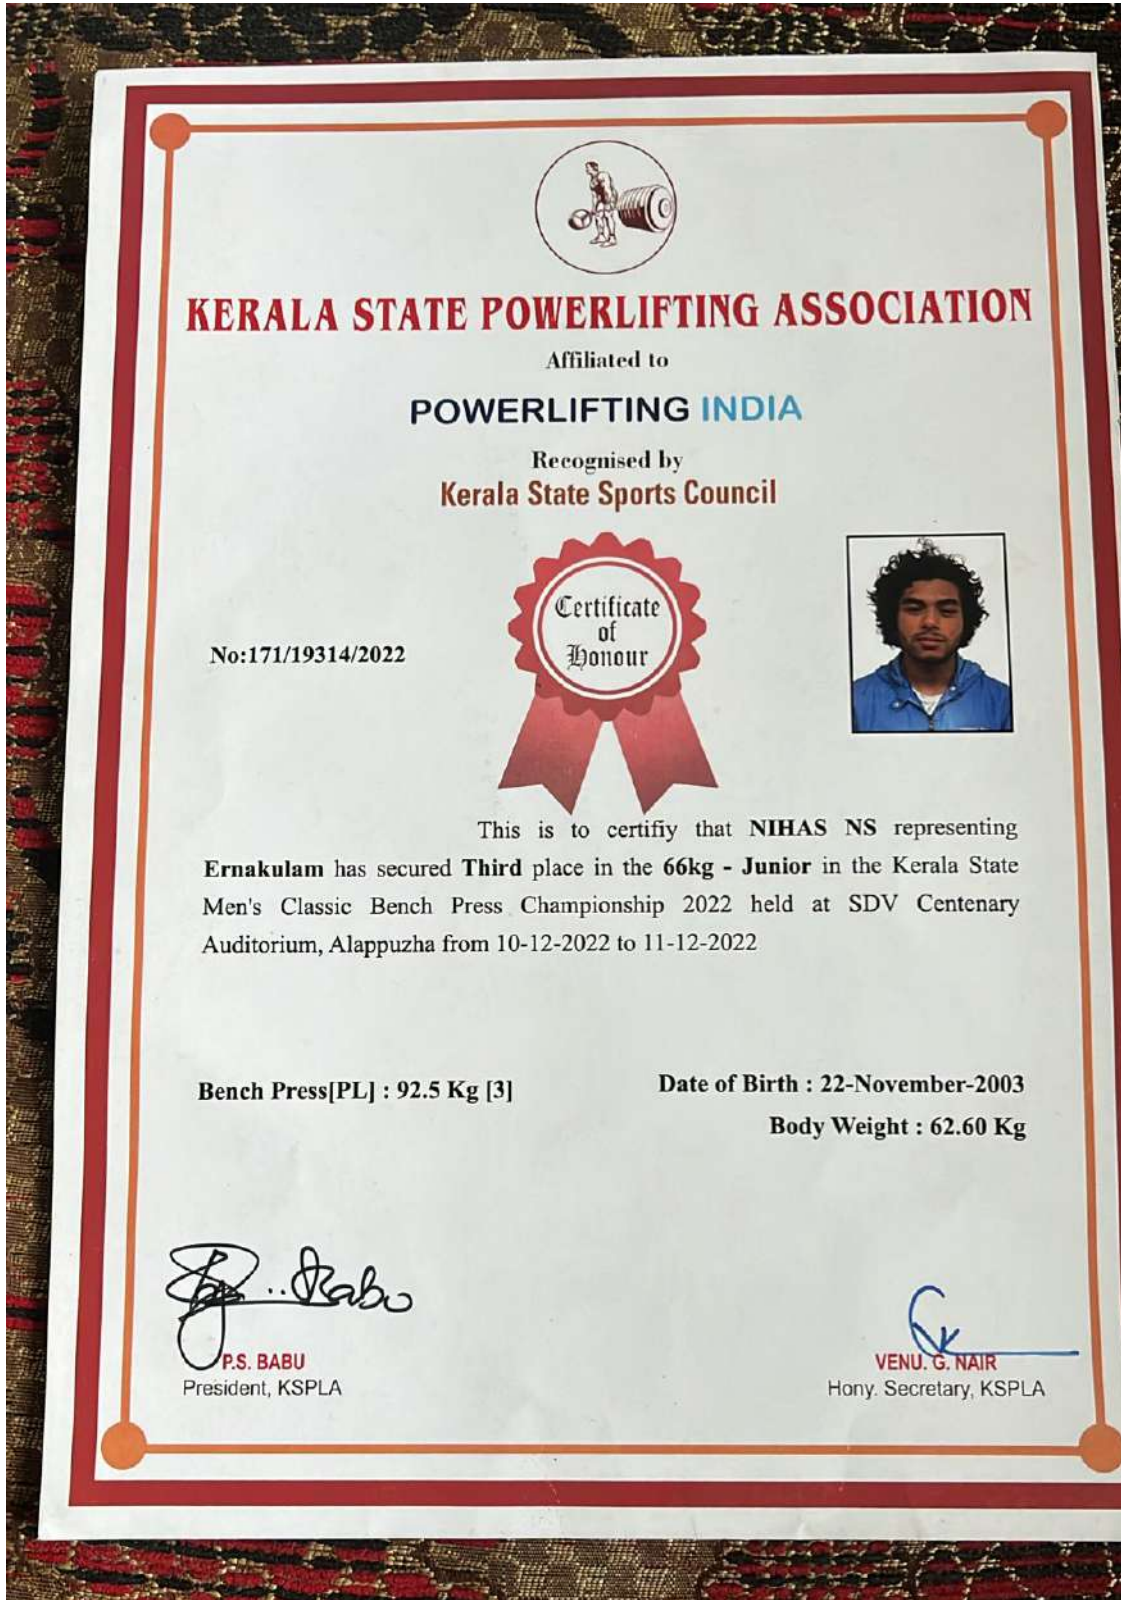 KERALA STATE POWERLIFTING ASSOCIATION
Affiliated to
POWERLIFTING INDIA
Recognised by
Kerala State Sports Council
Certificate
of
Honour
No:171/19314/2022
This is to certifiy that NIHAS NS representing
Ernakulam has secured Third place in the 66kg - Junior in the Kerala State
Men's Classic Bench Press Championship 2022 held at SDV Centenary
Auditorium, Alappuzha from 10-12-2022 to 11-12-2022
Bench Press[PL] : 92.5 Kg [3]
Date of Birth : 22-November-2003
Body Weight : 62.60 Kg
P.S. BABU
President, KSPLA
VENU. G. NAIR
Hony. Secretary, KSPLA